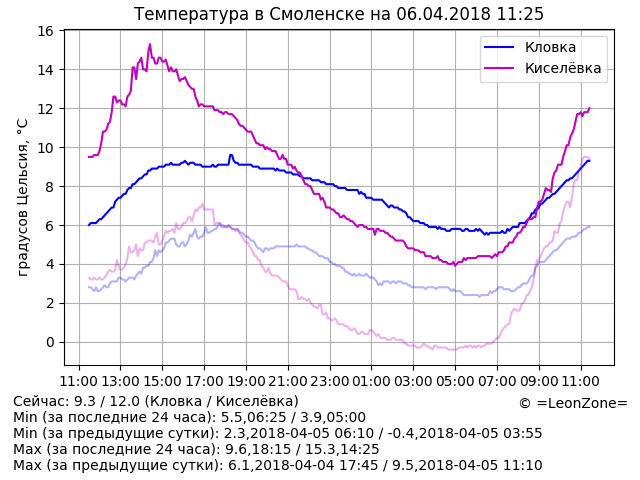 Температура в Смоленске на 06.04.2018 11:25
градусов Цельсия, °C
16
14
12
10
8
6
4
2
0
Кловка
Киселёвка
11:00 13:00 15:00 17:00 19:00 21:00 23:00 01:00 03:00 05:00 07:00 09:00 11:00
Сейчас: 9.3 / 12.0 (Кловка / Киселёвка)
© =LeonZone=
Min (за последние 24 часа): 5.5,06:25 / 3.9,05:00
Min (за предыдущие сутки): 2.3,2018-04-05 06:10 / -0.4,2018-04-05 03:55
Max (за последние 24 часа): 9.6,18:15 / 15.3,14:25
Max (за предыдущие сутки): 6.1,2018-04-04 17:45 / 9.5,2018-04-05 11:10